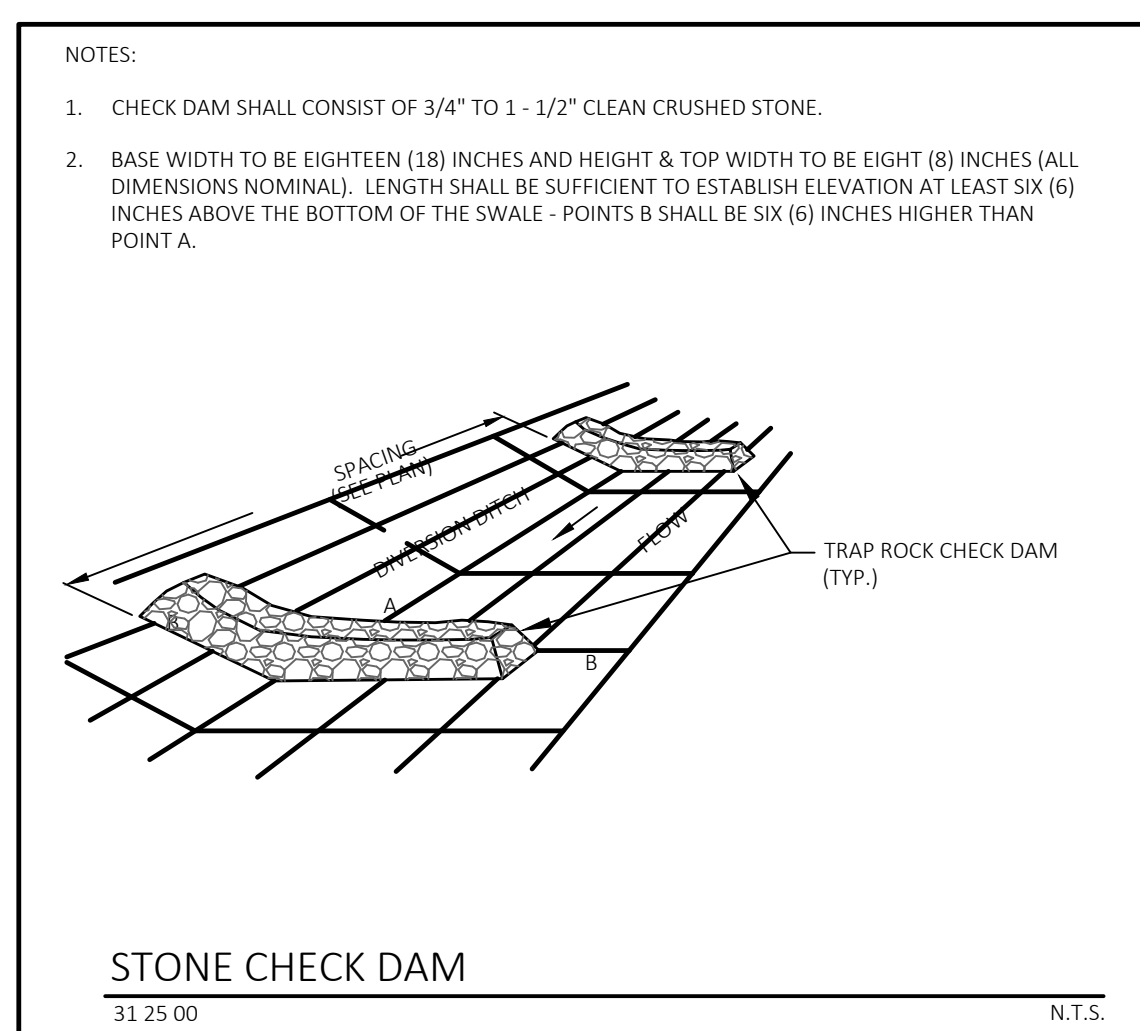 NOTES:
1. CHECK DAM SHALL CONSIST OF 3/4" TO 1 - 1/2" CLEAN CRUSHED STONE.
2. BASE WIDTH TO BE EIGHTEEN (18) INCHES AND HEIGHT & TOP WIDTH TO BE EIGHT (8) INCHES (ALL
DIMENSIONS NOMINAL). LENGTH SHALL BE SUFFICIENT TO ESTABLISH ELEVATION AT LEAST SIX (6)
INCHES ABOVE THE BOTTOM OF THE SWALE - POINTS B SHALL BE SIX (6) INCHES HIGHER THAN
POINT A.
SPACING
(SEE PLAN)
DIVERSION DITCH
FLOW
TRAP ROCK CHECK DAM
(TYP.)
A
B
B
STONE CHECK DAM
31 25 00
N.T.S.